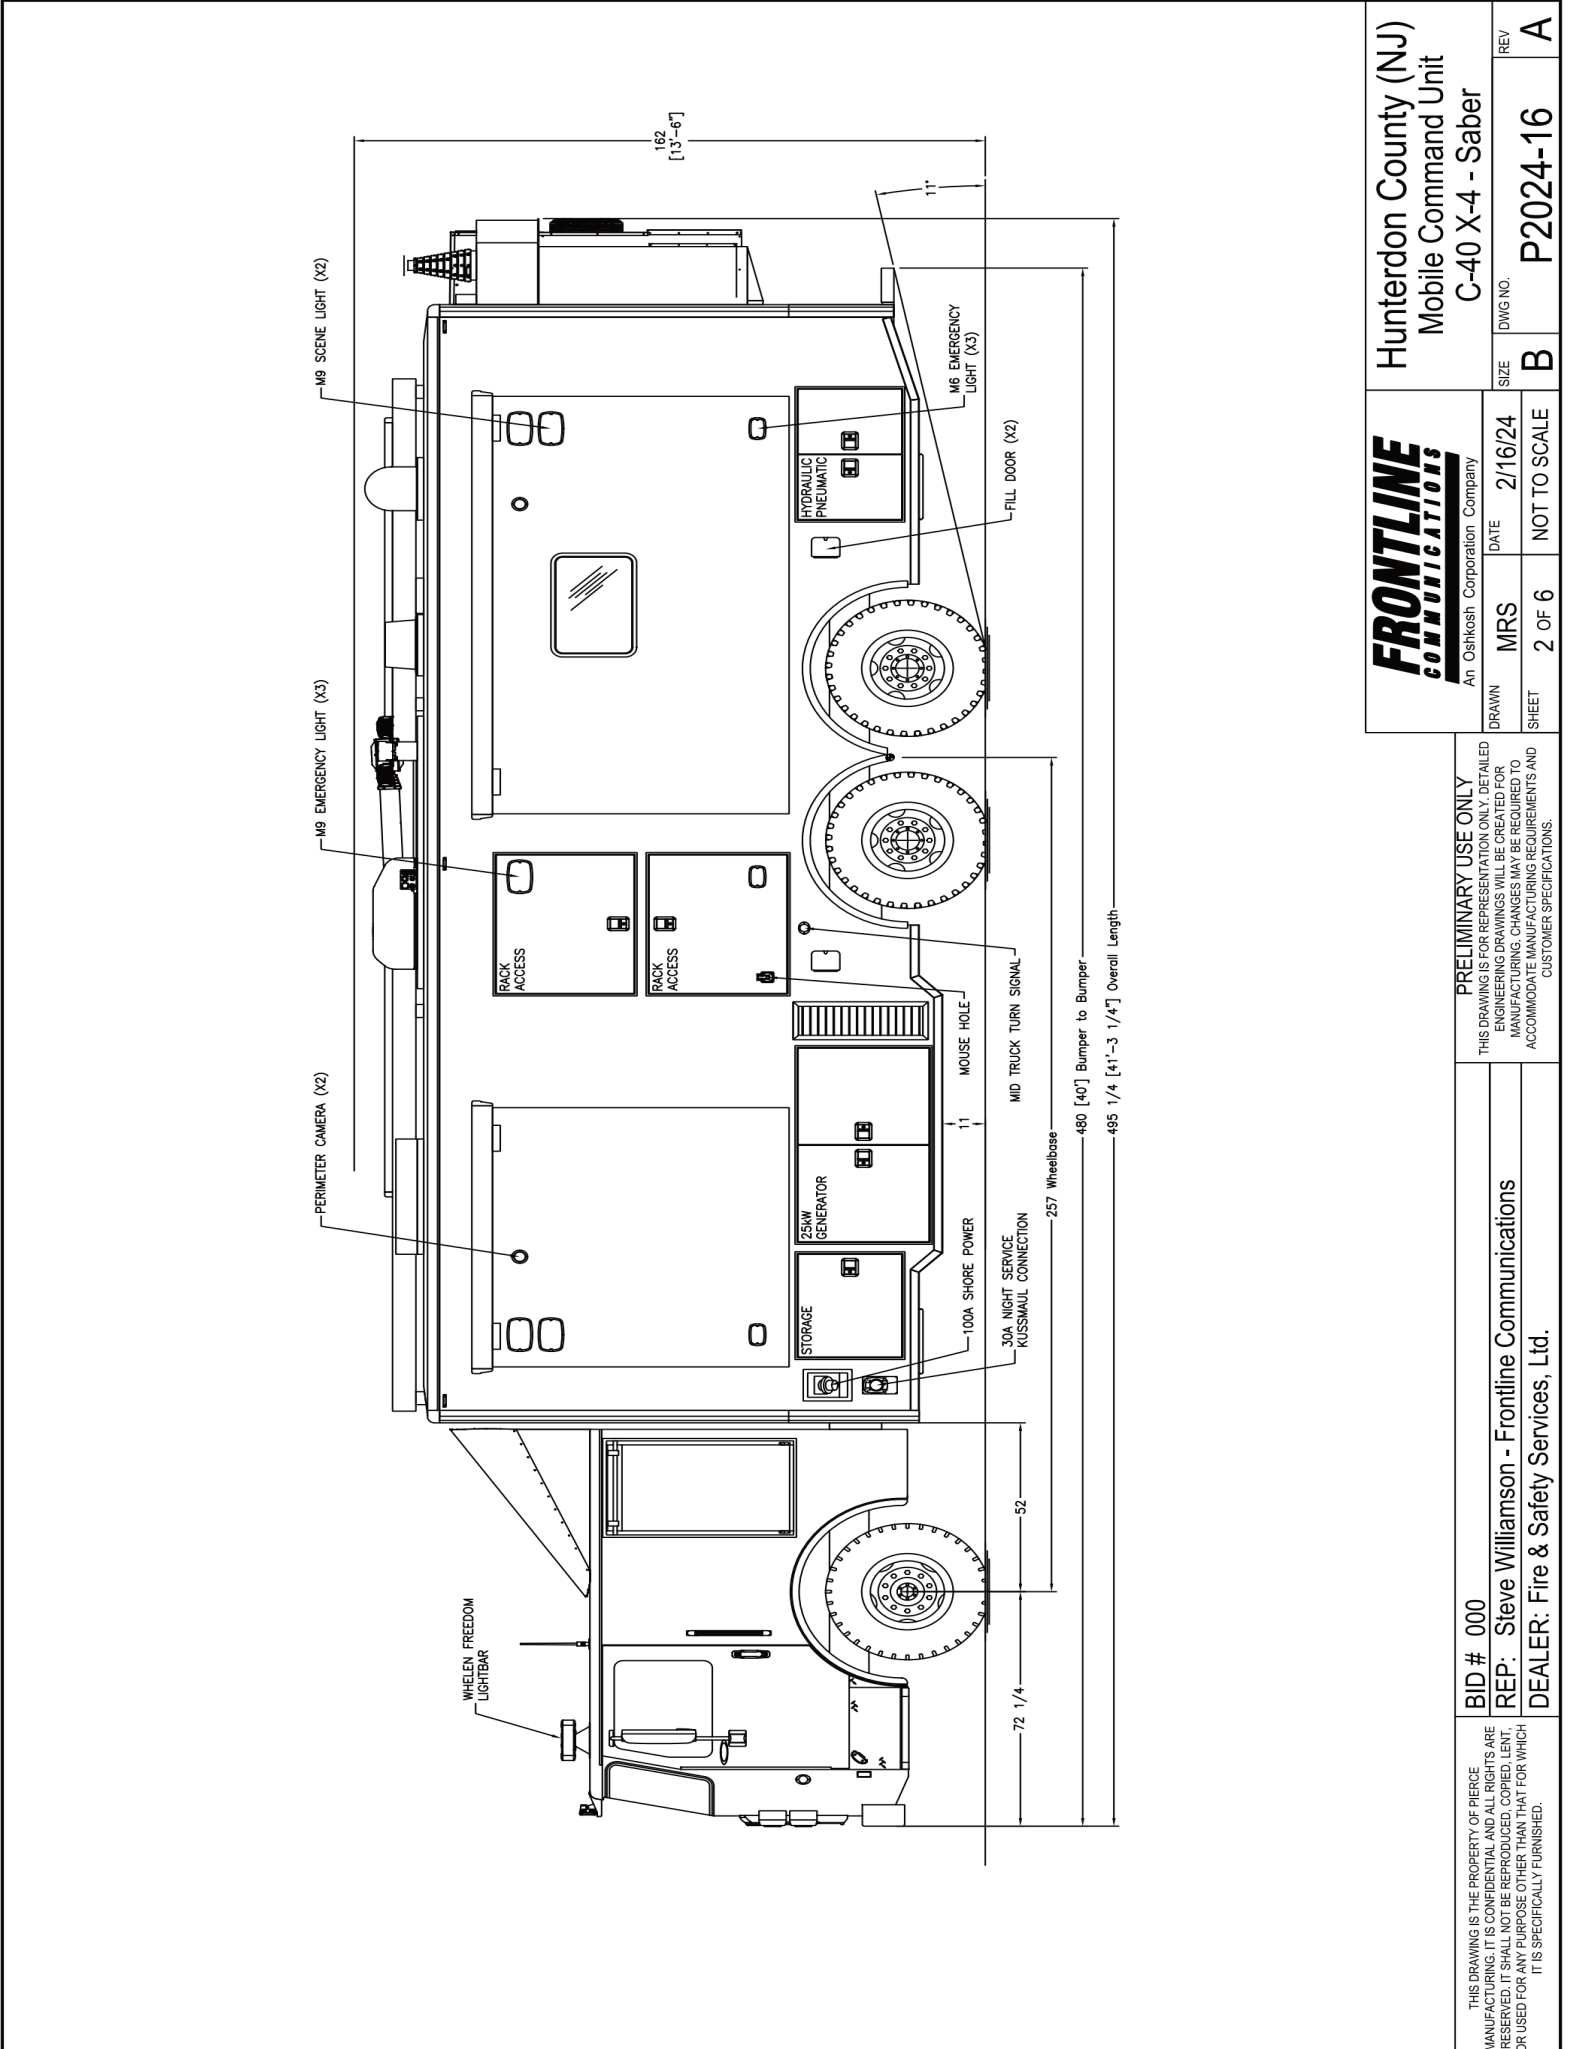 M9 SCENE LIGHT (X2)
M9 EMERGENCY LIGHT (X3)
PERIMETER CAMERA (X2)
WHELEN FREEDOM
LIGHTBAR
162
[13'-6"]
11°
RACK
ACCESS
RACK
ACCESS
HYDRAULIC
PNEUMATIC
25kW
GENERATOR
STORAGE
M6 EMERGENCY
LIGHT (X3)
FILL DOOR (X2)
MOUSE HOLE
MID TRUCK TURN SIGNAL
100A SHORE POWER
30A NIGHT SERVICE
KUSSMAUL CONNECTION
11
72 1/4
52
257 Wheelbase
480 [40'] Bumper to Bumper
495 1/4 [41'-3 1/4"] Overall Length
THIS DRAWING IS THE PROPERTY OF PIERCE
MANUFACTURING. IT IS CONFIDENTIAL AND ALL RIGHTS ARE
RESERVED. IT SHALL NOT BE REPRODUCED, COPIED, LENT,
OR USED FOR ANY PURPOSE OTHER THAN THAT FOR WHICH
IT IS SPECIFICALLY FURNISHED.
BID # 000
REP: Steve Williamson - Frontline Communications
DEALER: Fire & Safety Services, Ltd.
PRELIMINARY USE ONLY
THIS DRAWING IS FOR REPRESENTATION ONLY. DETAILED
ENGINEERING DRAWINGS WILL BE CREATED FOR
MANUFACTURING. CHANGES MAY BE REQUIRED TO
ACCOMMODATE MANUFACTURING REQUIREMENTS AND
CUSTOMER SPECIFICATIONS.
FRONTLINE
COMMUNICATIONS
An Oshkosh Corporation Company
DRAWN MRS
DATE 2/16/24
SHEET 2 OF 6
NOT TO SCALE
Hunterdon County (NJ)
Mobile Command Unit
C-40 X-4 - Saber
SIZE B
DWG NO. P2024-16
REV A